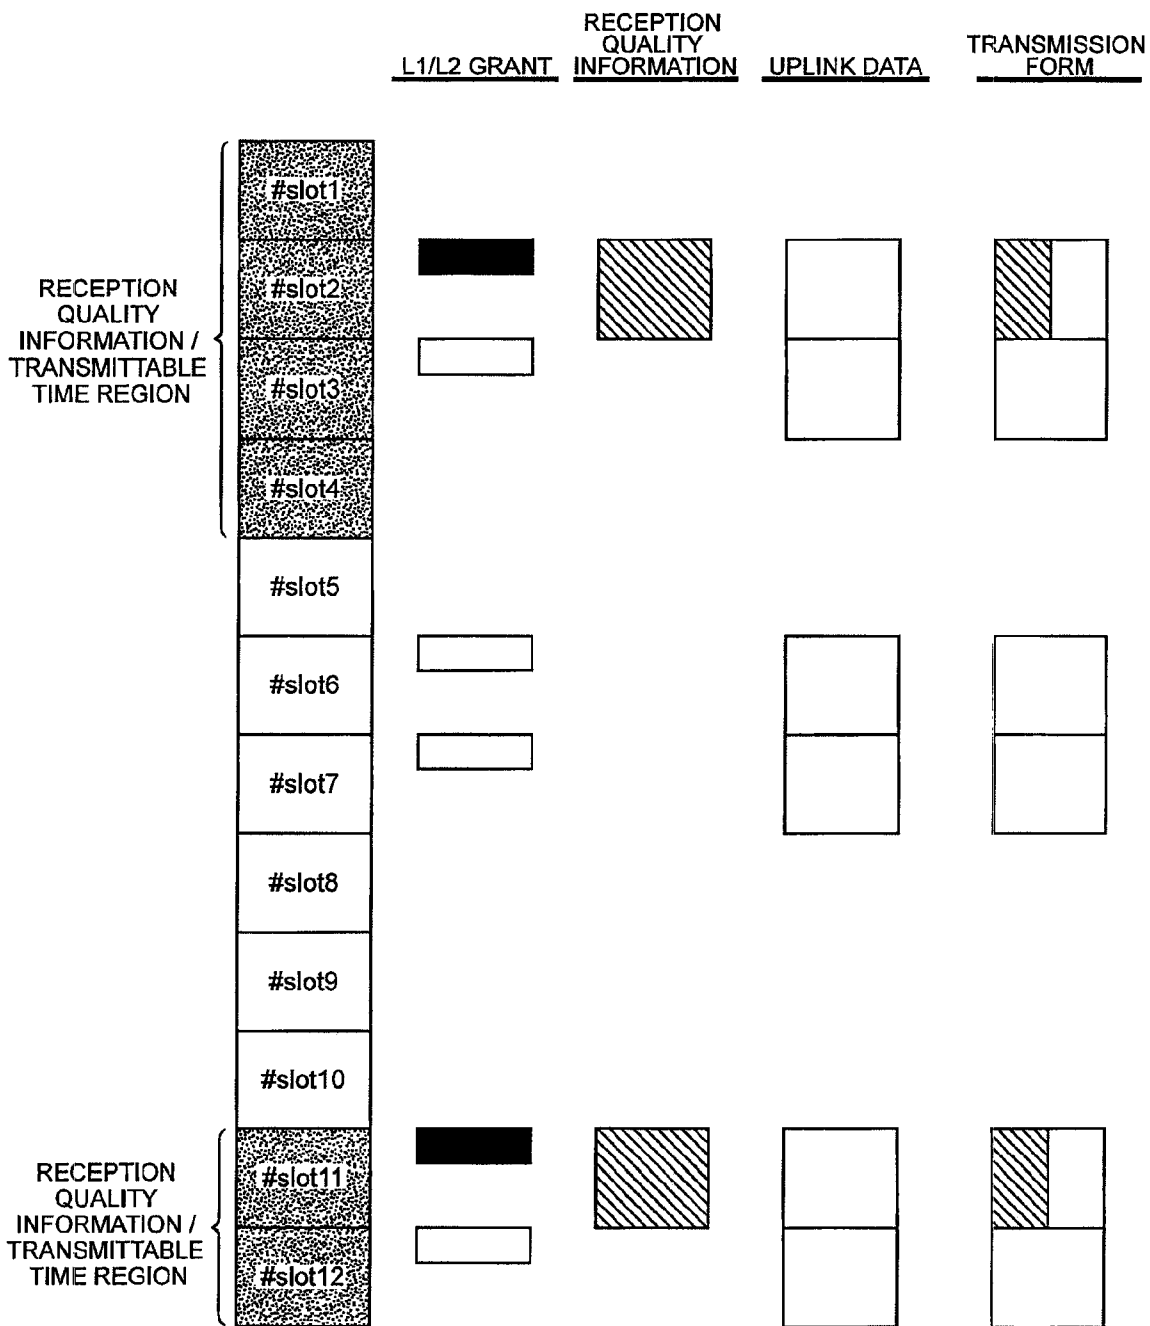 L1/L2 GRANT
RECEPTION
QUALITY
INFORMATION
UPLINK DATA
TRANSMISSION
FORM
RECEPTION
QUALITY
INFORMATION /
TRANSMITTABLE
TIME REGION
#slot1
#slot2
#slot3
#slot4
#slot5
#slot6
#slot7
#slot8
#slot9
#slot10
RECEPTION
QUALITY
INFORMATION /
TRANSMITTABLE
TIME REGION
#slot11
#slot12